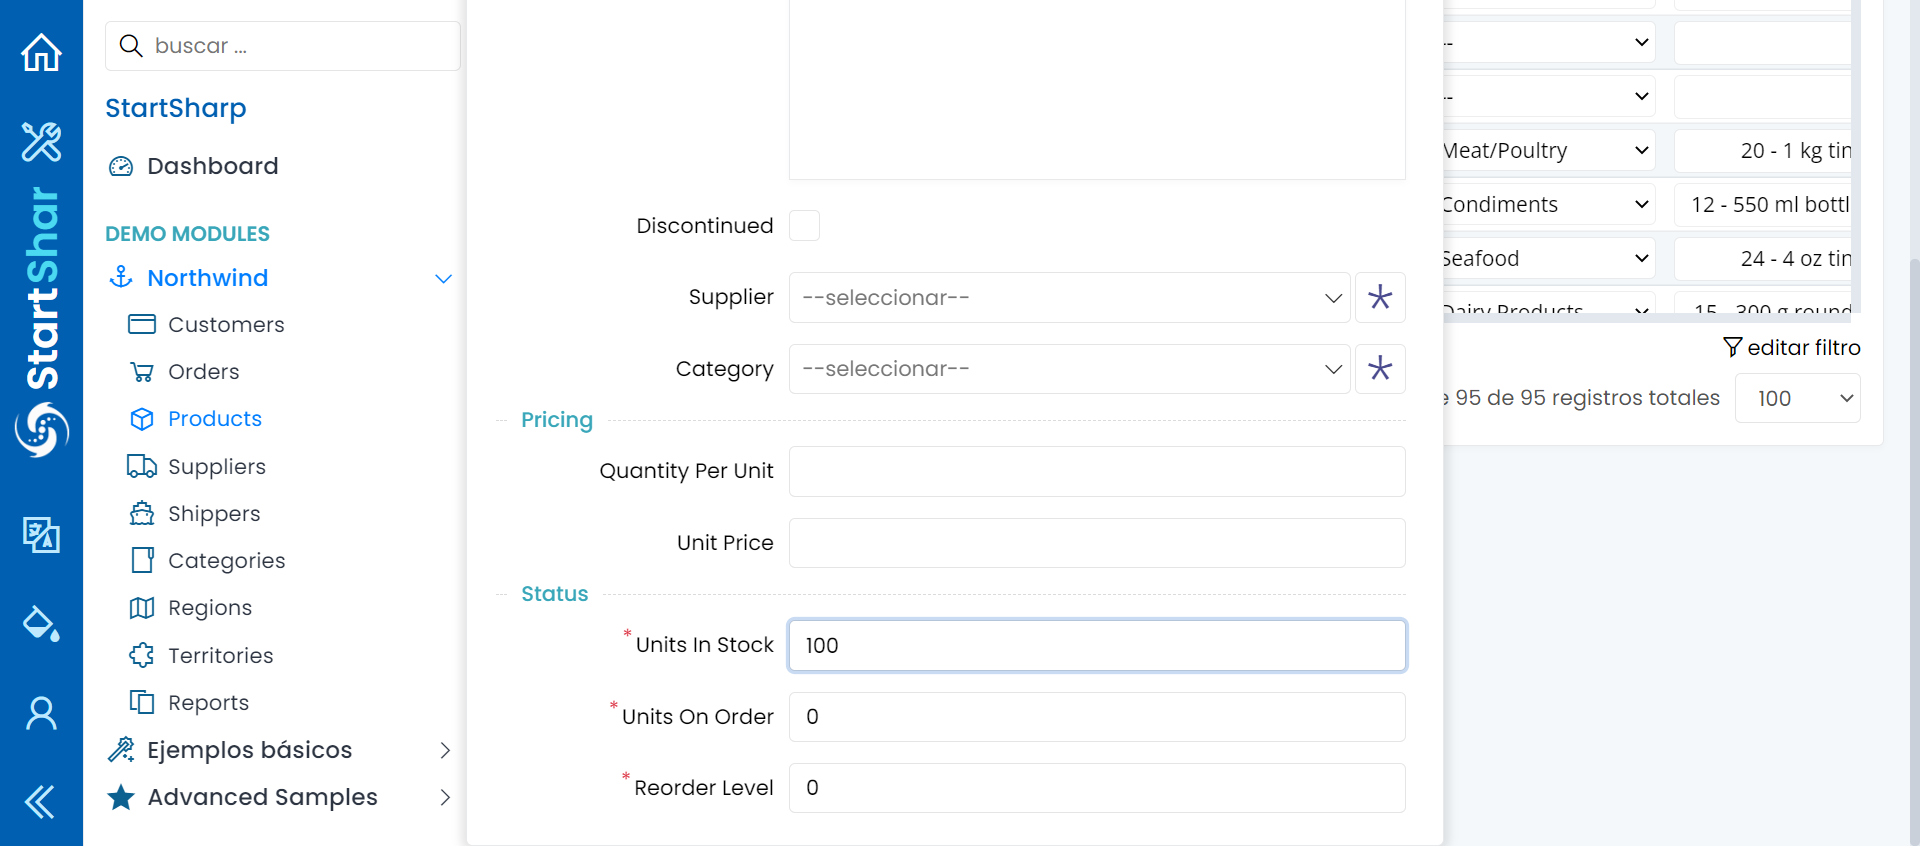 buscar ...
StartSharp
Dashboard
DEMO MODULES
Northwind
Customers
Orders
Products
Suppliers
Shippers
Categories
Regions
Territories
Reports
Ejemplos básicos
Advanced Samples
StartShar
Discontinued
Supplier
--seleccionar--
Category
--seleccionar--
Pricing
Quantity Per Unit
Unit Price
Status
*Units In Stock
100
*Units On Order
0
*Reorder Level
0
--
--
Meat/Poultry
20 - 1 kg tin
Condiments
12 - 550 ml bottl
Seafood
24 - 4 oz tin
Dairy Products
15 - 300 g round
editar filtro
e 95 de 95 registros totales
100